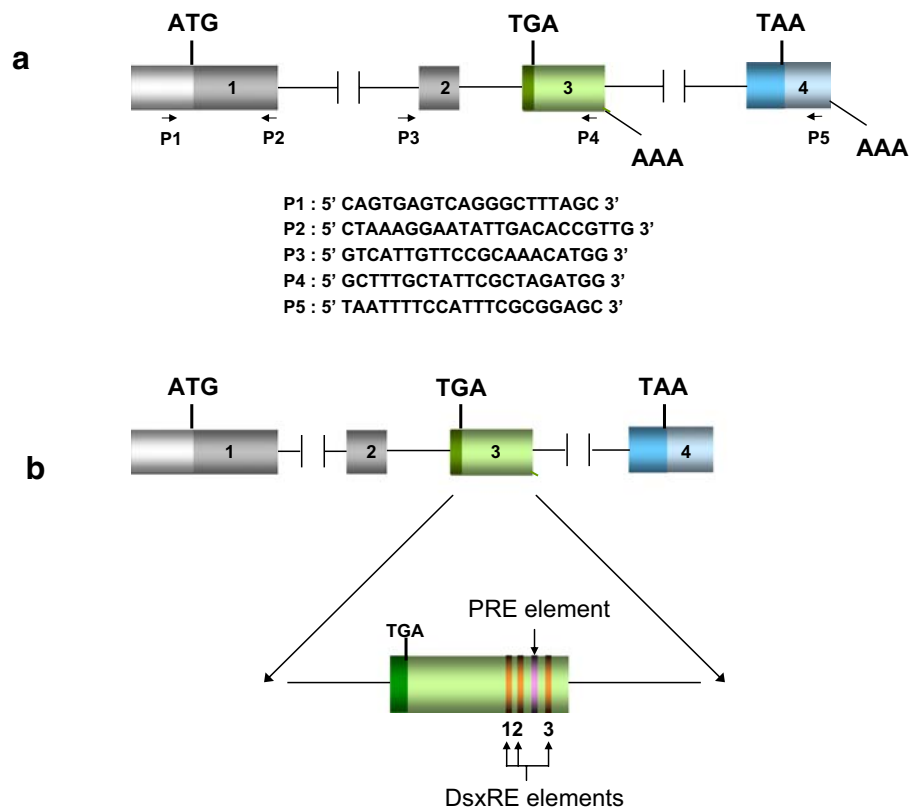 a
ATG TGA TAA
1 2 3 4
P1 P2 P3 P4 P5
AAA AAA
P1 : 5’ CAGTGAGTCAGGGCTTTAGC 3’
P2 : 5’ CTAAAGGAATATTGACACCGTTG 3’
P3 : 5’ GTCATTGTTCCGCAAACATGG 3’
P4 : 5’ GCTTTGCTATTCGCTAGATGG 3’
P5 : 5’ TAATTTTCCATTTCGCGGAGC 3’
b
ATG TGA TAA
1 2 3 4
PRE element
TGA
12 3
DsxRE elements